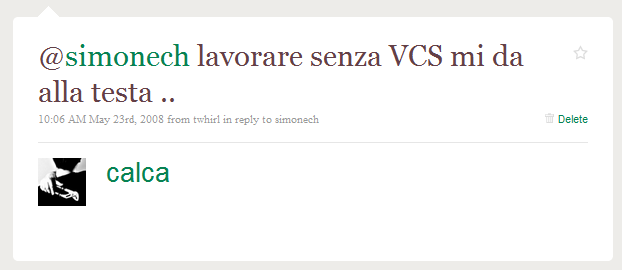 @simonech lavorare senza VCS mi da
alla testa ..
10:06 AM May 23rd, 2008 from twhirl in reply to simonech
Delete
calca